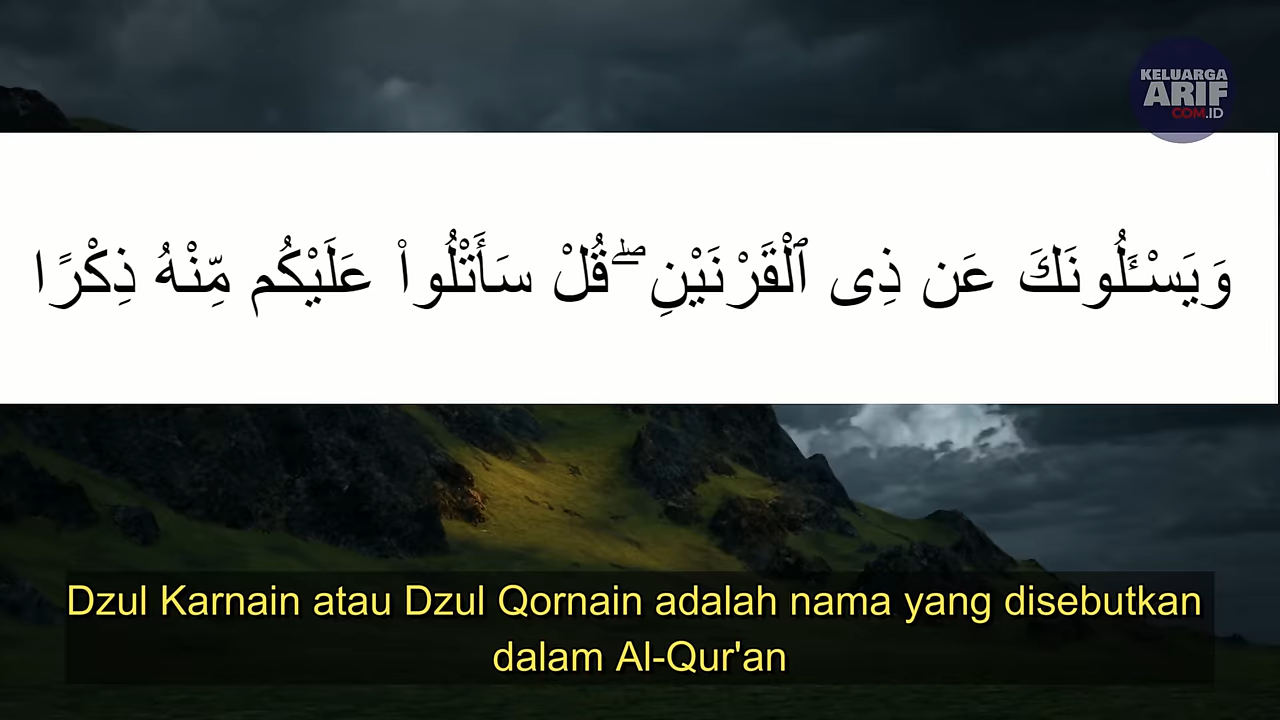 KELUARGA
ARIF
COM.ID
وَيَسْـَٔلُونَكَ عَن ذِى ٱلْقَرْنَيْنِ ۖ قُلْ سَأَتْلُوا۟ عَلَيْكُم مِّنْهُ ذِكْرًا
Dzul Karnain atau Dzul Qornain adalah nama yang disebutkan
dalam Al-Qur'an